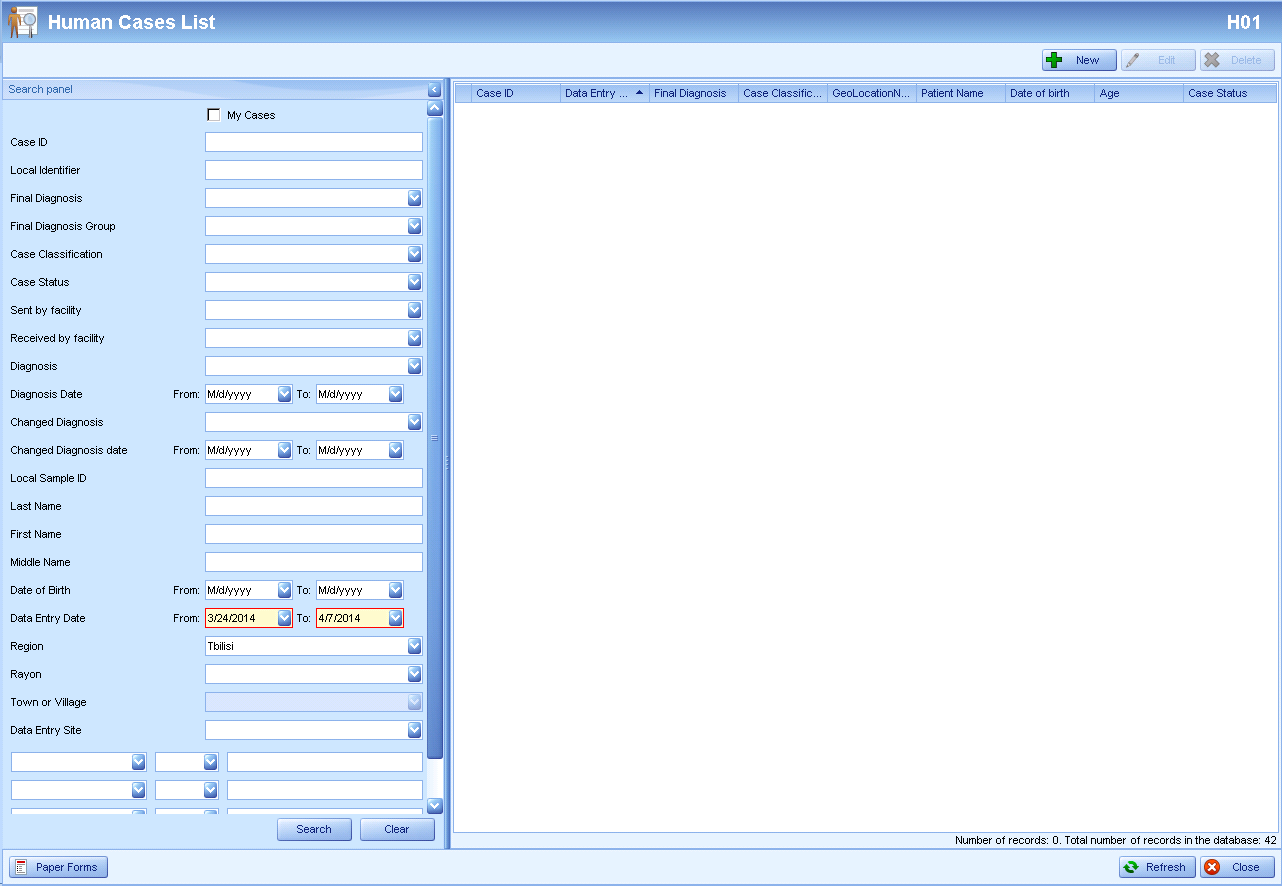 Human Cases List H01
New Edit Delete
Search panel
Case ID Data Entry ... Final Diagnosis Case Classific... GeoLocationN... Patient Name Date of birth Age Case Status
My Cases
Case ID
Local Identifier
Final Diagnosis
Final Diagnosis Group
Case Classification
Case Status
Sent by facility
Received by facility
Diagnosis
Diagnosis Date From: M/d/yyyy To: M/d/yyyy
Changed Diagnosis
Changed Diagnosis date From: M/d/yyyy To: M/d/yyyy
Local Sample ID
Last Name
First Name
Middle Name
Date of Birth From: M/d/yyyy To: M/d/yyyy
Data Entry Date From: 3/24/2014 To: 4/7/2014
Region Tbilisi
Rayon
Town or Village
Data Entry Site
Search Clear
Number of records: 0. Total number of records in the database: 42
Paper Forms Refresh Close